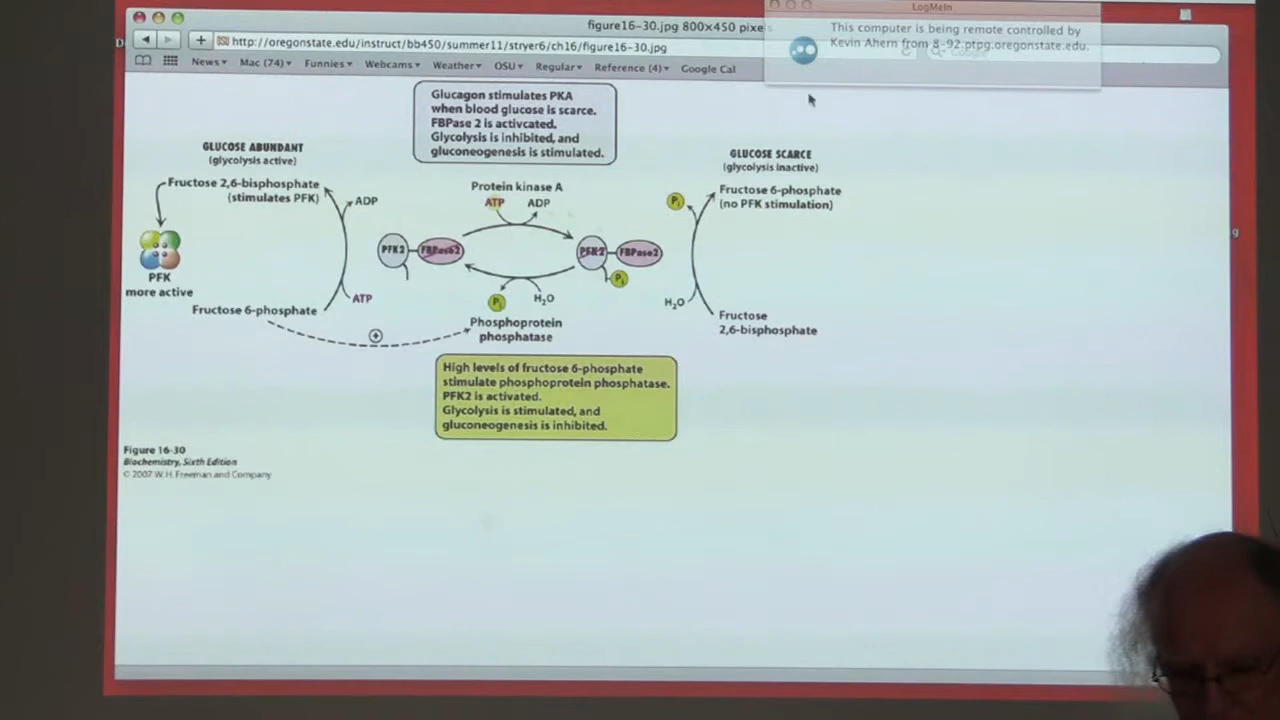 LogMeIn
This computer is being remote controlled by
Kevin Ahern from 8-92.ptpg.oregonstate.edu.
figure16-30.jpg 800×450 pixe
http://oregonstate.edu/instruct/bb450/summer11/stryer6/ch16/figure16-30.jpg
News▾ Mac (74)▾ Funnies▾ Webcams▾ Weather▾ OSU▾ Regular▾ Reference (4)▾ Google Cal
Glucagon stimulates PKA
when blood glucose is scarce.
FBPase 2 is activcated.
Glycolysis is inhibited, and
gluconeogenesis is stimulated.
GLUCOSE ABUNDANT
(glycolysis active)
Fructose 2,6-bisphosphate
(stimulates PFK)
ADP
PFK
more active
Fructose 6-phosphate
ATP
Protein kinase A
ATP ADP
PFK2 FBPase2
PFK2 FBPase2
Pi
Pi H2O
Phosphoprotein
phosphatase
+
GLUCOSE SCARCE
(glycolysis inactive)
Fructose 6-phosphate
(no PFK stimulation)
Pi
H2O
Fructose
2,6-bisphosphate
High levels of fructose 6-phosphate
stimulate phosphoprotein phosphatase.
PFK2 is activated.
Glycolysis is stimulated, and
gluconeogenesis is inhibited.
Figure 16-30
Biochemistry, Sixth Edition
© 2007 W. H. Freeman and Company